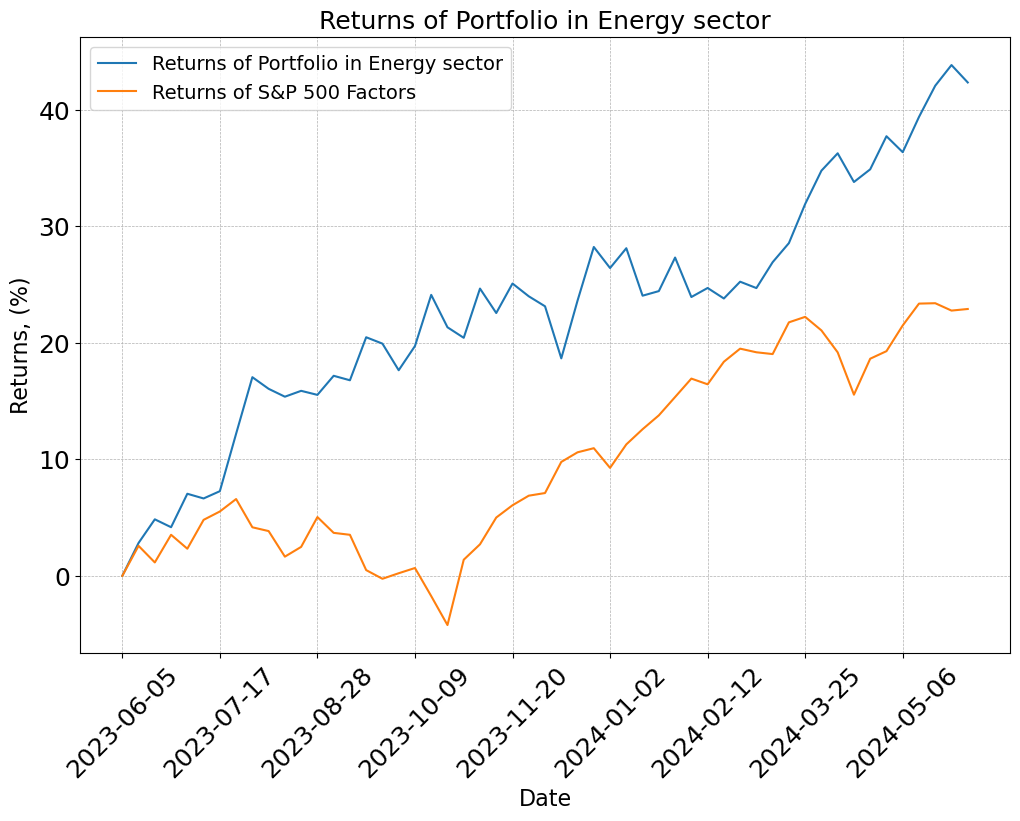 Returns of Portfolio in Energy sector
Returns of Portfolio in Energy sector
Returns of S&P 500 Factors
Returns, (%)
40
30
20
10
0
2023-06-05
2023-07-17
2023-08-28
2023-10-09
2023-11-20
2024-01-02
2024-02-12
2024-03-25
2024-05-06
Date